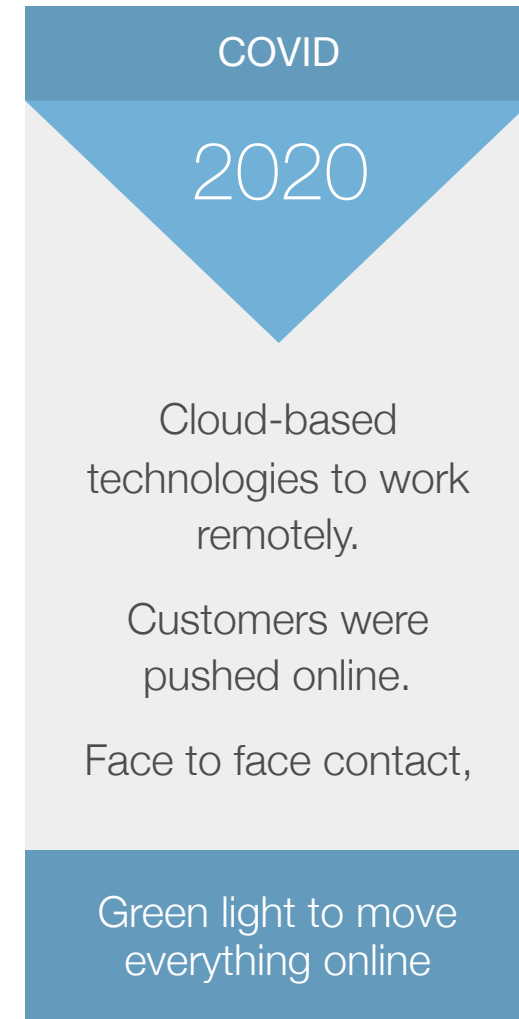 COVID
2020
Cloud-based
technologies to work
remotely.
Customers were
pushed online.
Face to face contact,
Green light to move
everything online